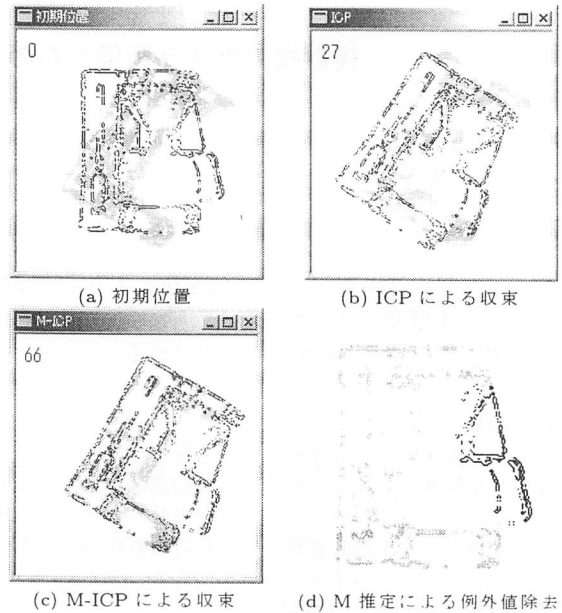 初期位置
0
(a) 初期位置
ICP
27
(b) ICP による収束
M-ICP
66
(c) M-ICP による収束
(d) M 推定による例外値除去